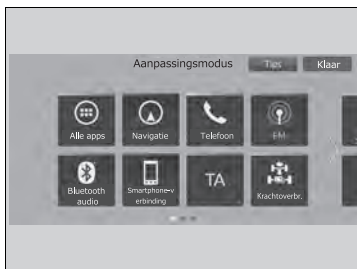 Aanpassingsmodus Tips Klaar
Alle apps Navigatie Telefoon FM
Bluetooth audio Smartphone-v erbinding TA Krachtoverbr.